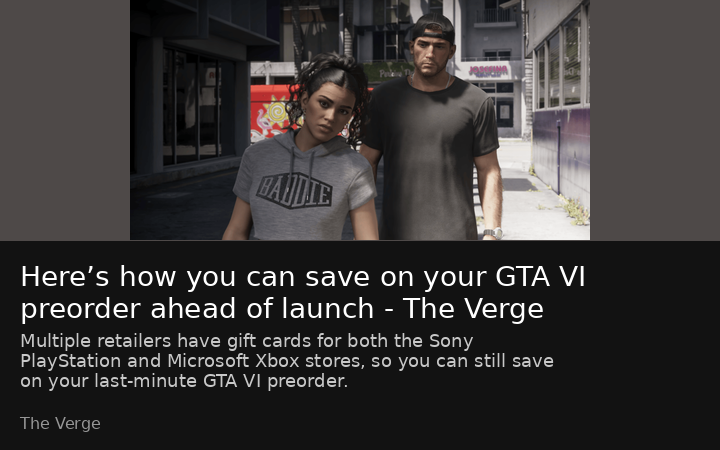 BADDIE
Here’s how you can save on your GTA VI
preorder ahead of launch - The Verge
Multiple retailers have gift cards for both the Sony
PlayStation and Microsoft Xbox stores, so you can still save
on your last-minute GTA VI preorder.
The Verge